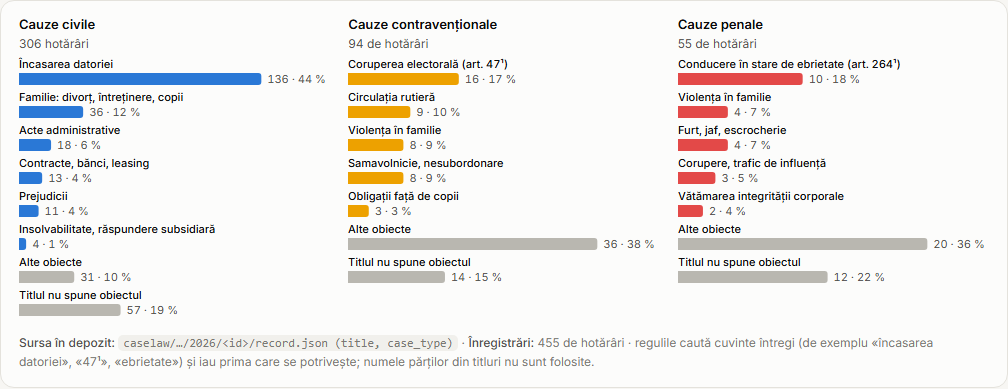 Cauze civile
306 hotărâri
Încasarea datoriei
136 · 44 %
Familie: divorț, întreținere, copii
36 · 12 %
Acte administrative
18 · 6 %
Contracte, bănci, leasing
13 · 4 %
Prejudicii
11 · 4 %
Insolvabilitate, răspundere subsidiară
4 · 1 %
Alte obiecte
31 · 10 %
Titlul nu spune obiectul
57 · 19 %
Cauze contravenționale
94 de hotărâri
Coruperea electorală (art. 47¹)
16 · 17 %
Circulația rutieră
9 · 10 %
Violența în familie
8 · 9 %
Samavolnicie, nesubordonare
8 · 9 %
Obligații față de copii
3 · 3 %
Alte obiecte
36 · 38 %
Titlul nu spune obiectul
14 · 15 %
Cauze penale
55 de hotărâri
Conducere în stare de ebrietate (art. 264¹)
10 · 18 %
Violența în familie
4 · 7 %
Furt, jaf, escrocherie
4 · 7 %
Corupere, trafic de influență
3 · 5 %
Vătămarea integrității corporale
2 · 4 %
Alte obiecte
20 · 36 %
Titlul nu spune obiectul
12 · 22 %
Sursa în depozit: caselaw/…/2026/<id>/record.json (title, case_type) · Înregistrări: 455 de hotărâri · regulile caută cuvinte întregi (de exemplu «încasarea
datoriei», «47¹», «ebrietate») și iau prima care se potrivește; numele părților din titluri nu sunt folosite.